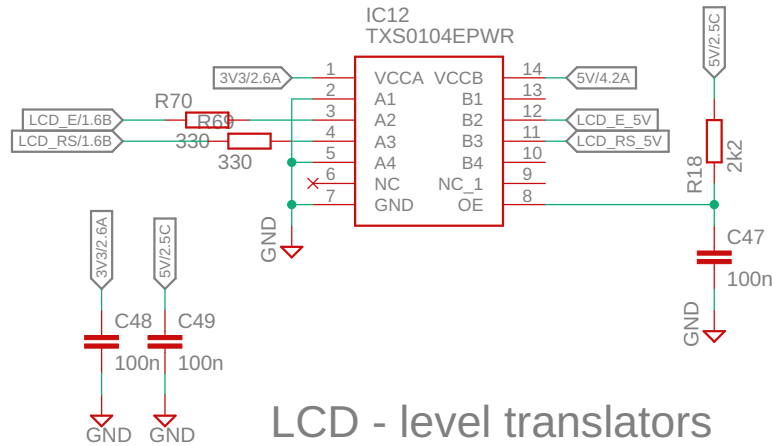 IC12
TXS0104EPWR
5V/2.5C
3V3/2.6A
1
VCCA
VCCB
14
5V/4.2A
2
A1
B1
13
R70
LCD_E/1.6B
R69
330
3
A2
B2
12
LCD_E_5V
LCD_RS/1.6B
330
4
A3
B3
11
LCD_RS_5V
5
A4
B4
10
6
NC
NC_1
9
7
GND
OE
8
R18
2k2
GND
C47
100n
GND
3V3/2.6A
5V/2.5C
C48
100n
C49
100n
GND
GND
LCD - level translators